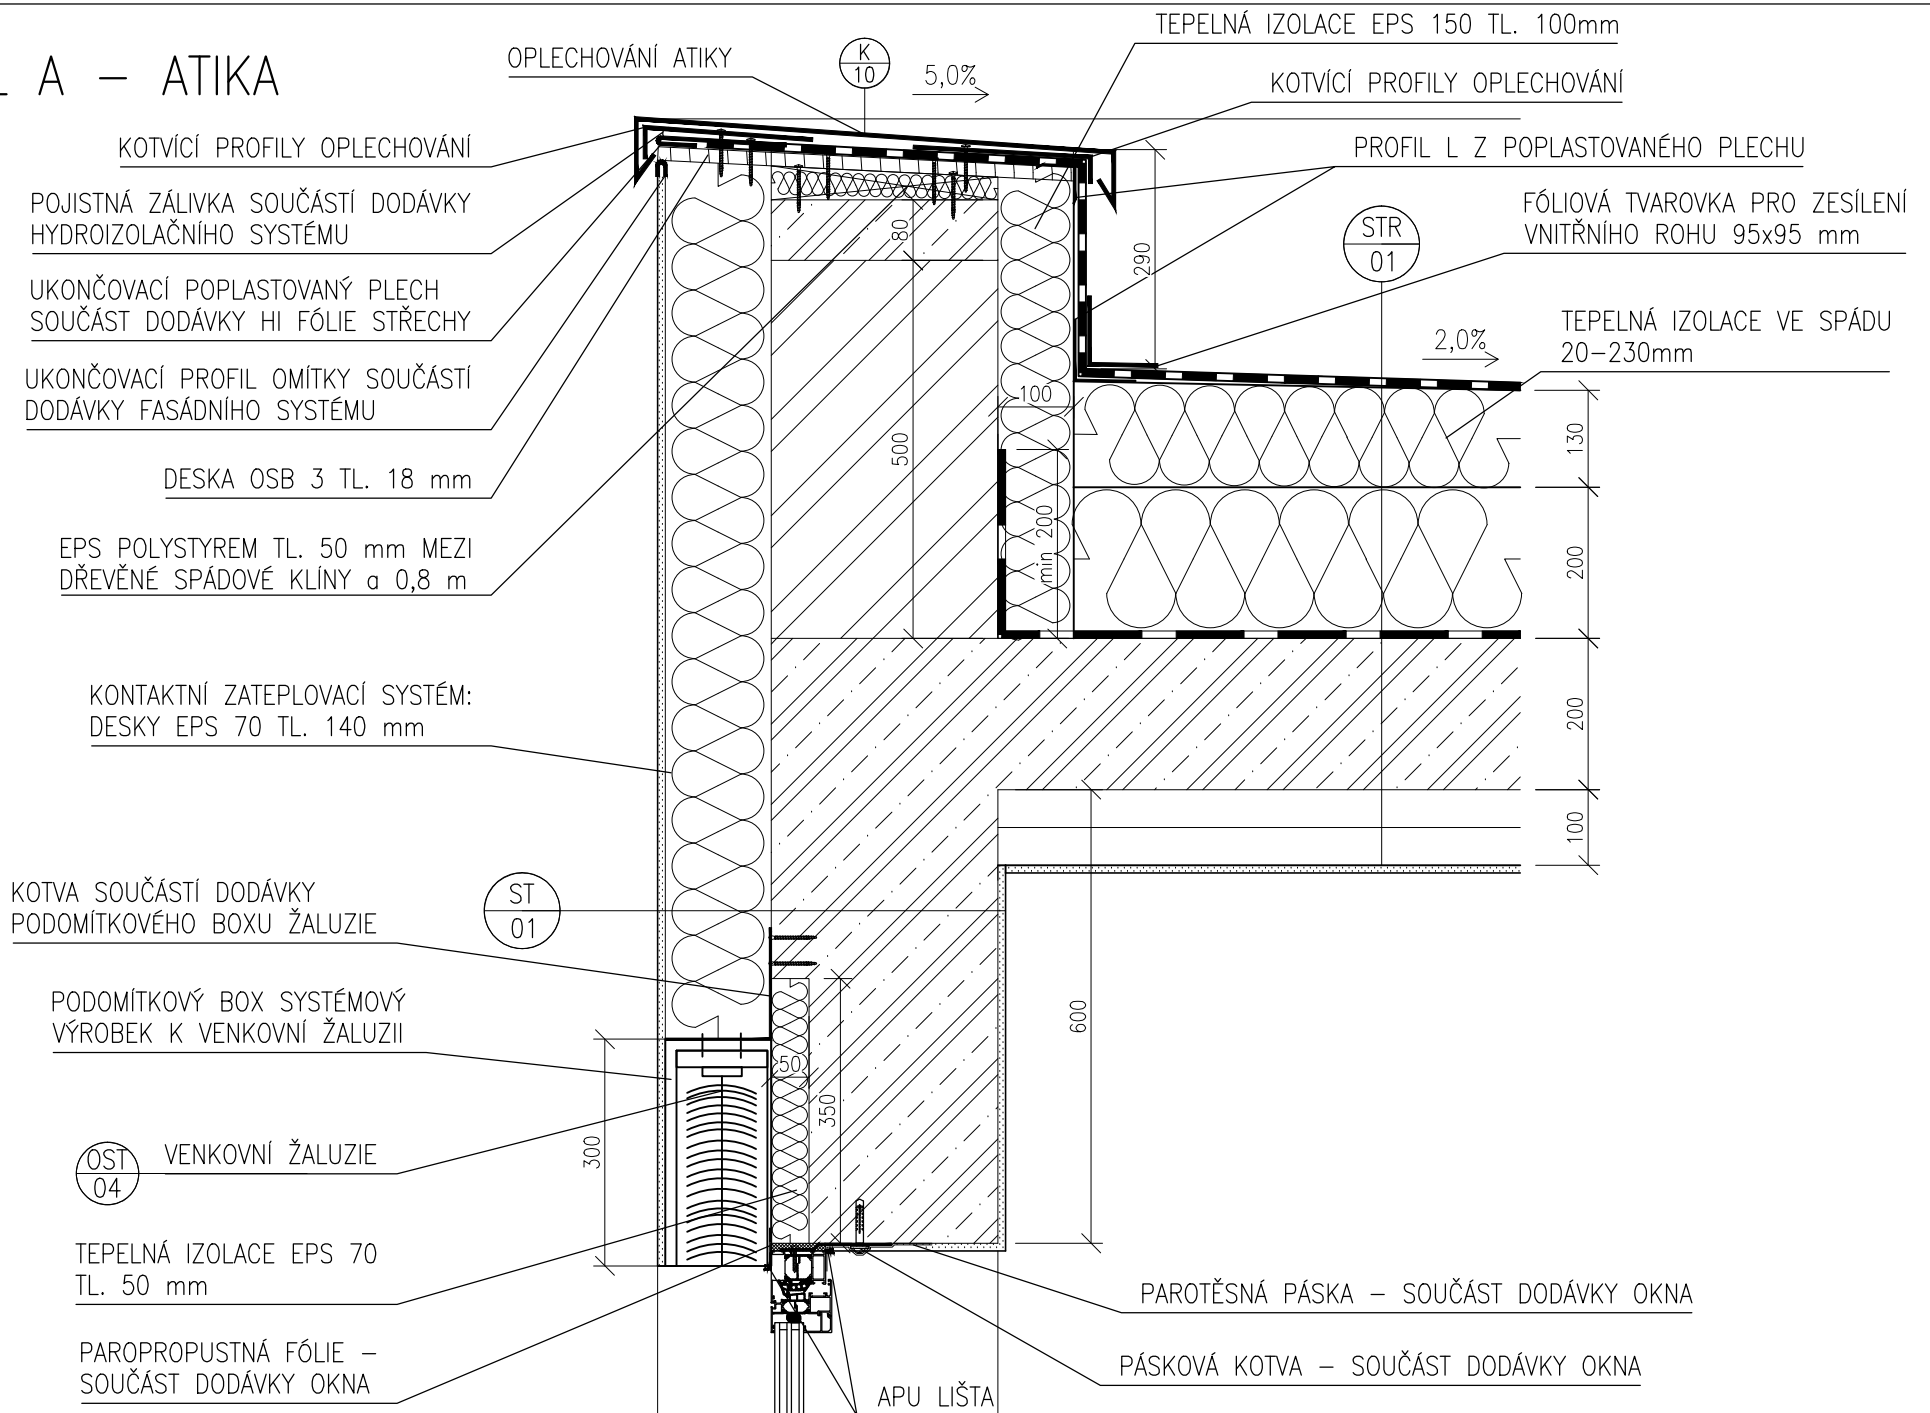 L A – ATIKA
OPLECHOVÁNÍ ATIKY
K
10
5,0%
TEPELNÁ IZOLACE EPS 150 TL. 100mm
KOTVÍCÍ PROFILY OPLECHOVÁNÍ
PROFIL L Z POPLASTOVANÉHO PLECHU
FÓLIOVÁ TVAROVKA PRO ZESÍLENÍ
VNITŘNÍHO ROHU 95x95 mm
STR
01
TEPELNÁ IZOLACE VE SPÁDU
20–230mm
2,0%
KOTVÍCÍ PROFILY OPLECHOVÁNÍ
POJISTNÁ ZÁLIVKA SOUČÁSTÍ DODÁVKY
HYDROIZOLAČNÍHO SYSTÉMU
UKONČOVACÍ POPLASTOVANÝ PLECH
SOUČÁST DODÁVKY HI FÓLIE STŘECHY
UKONČOVACÍ PROFIL OMÍTKY SOUČÁSTÍ
DODÁVKY FASÁDNÍHO SYSTÉMU
DESKA OSB 3 TL. 18 mm
EPS POLYSTYREM TL. 50 mm MEZI
DŘEVĚNÉ SPÁDOVÉ KLÍNY a 0,8 m
KONTAKTNÍ ZATEPLOVACÍ SYSTÉM:
DESKY EPS 70 TL. 140 mm
80
290
100
500
min 200
130
200
200
100
KOTVA SOUČÁSTÍ DODÁVKY
PODOMÍTKOVÉHO BOXU ŽALUZIE
ST
01
PODOMÍTKOVÝ BOX SYSTÉMOVÝ
VÝROBEK K VENKOVNÍ ŽALUZII
600
50
350
300
OST
04
VENKOVNÍ ŽALUZIE
TEPELNÁ IZOLACE EPS 70
TL. 50 mm
PAROPROPUSTNÁ FÓLIE –
SOUČÁST DODÁVKY OKNA
PAROTĚSNÁ PÁSKA – SOUČÁST DODÁVKY OKNA
PÁSKOVÁ KOTVA – SOUČÁST DODÁVKY OKNA
APU LIŠTA